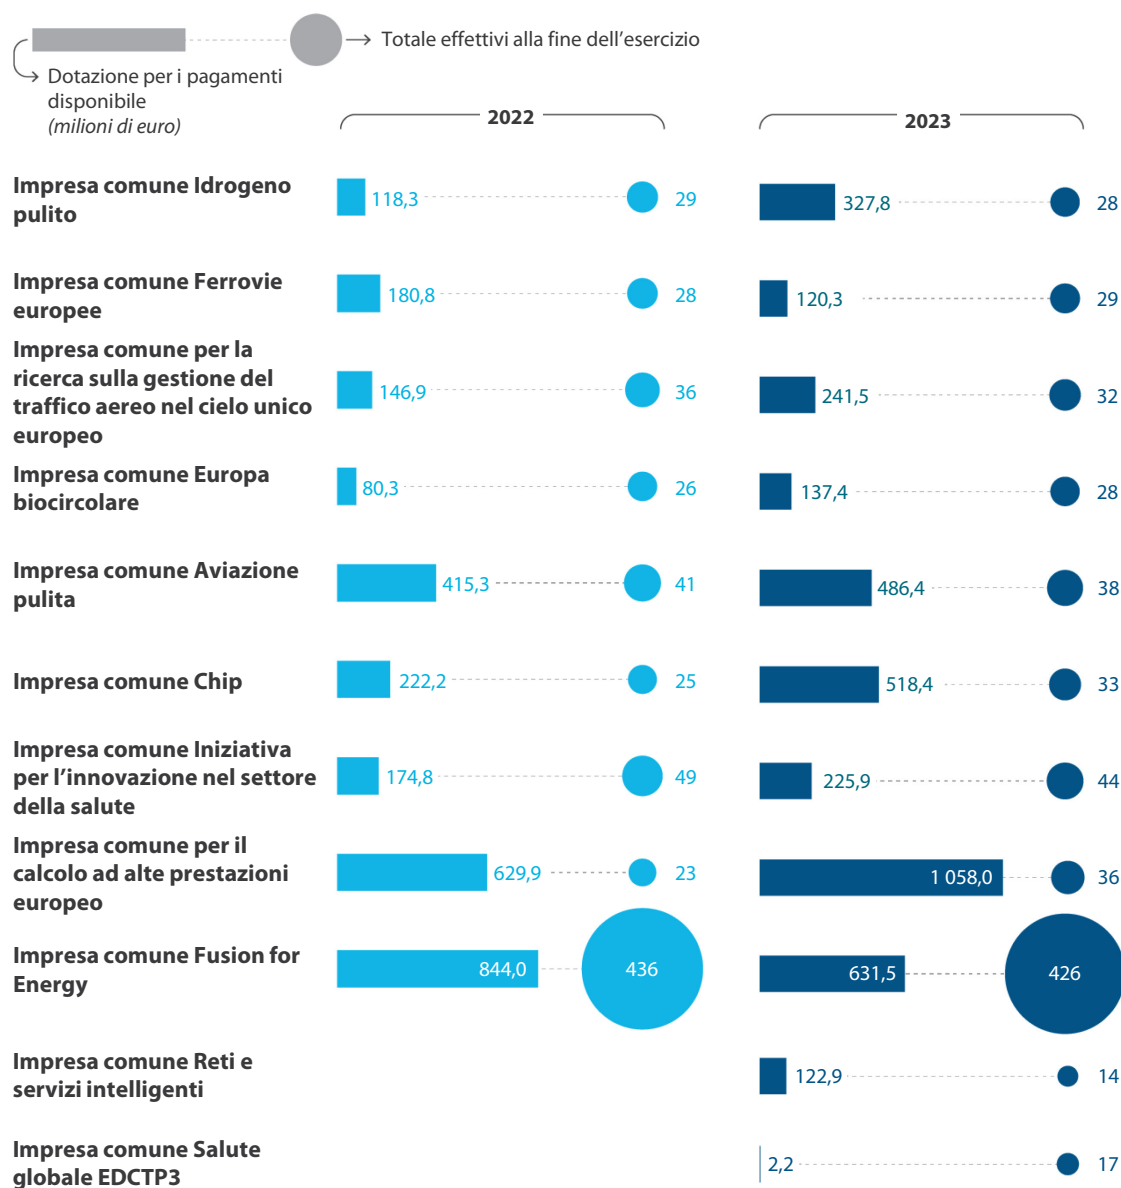 Totale effettivi alla fine dell’esercizio
Dotazione per i pagamenti
disponibile
(milioni di euro)
2022
2023
Impresa comune Idrogeno
pulito
118,3
29
327,8
28
Impresa comune Ferrovie
europee
180,8
28
120,3
29
Impresa comune per la
ricerca sulla gestione del
traffico aereo nel cielo unico
europeo
146,9
36
241,5
32
Impresa comune Europa
biocircolare
80,3
26
137,4
28
Impresa comune Aviazione
pulita
415,3
41
486,4
38
Impresa comune Chip
222,2
25
518,4
33
Impresa comune Iniziativa
per l’innovazione nel settore
della salute
174,8
49
225,9
44
Impresa comune per il
calcolo ad alte prestazioni
europeo
629,9
23
1 058,0
36
Impresa comune Fusion for
Energy
844,0
436
631,5
426
Impresa comune Reti e
servizi intelligenti
122,9
14
Impresa comune Salute
globale EDCTP3
2,2
17